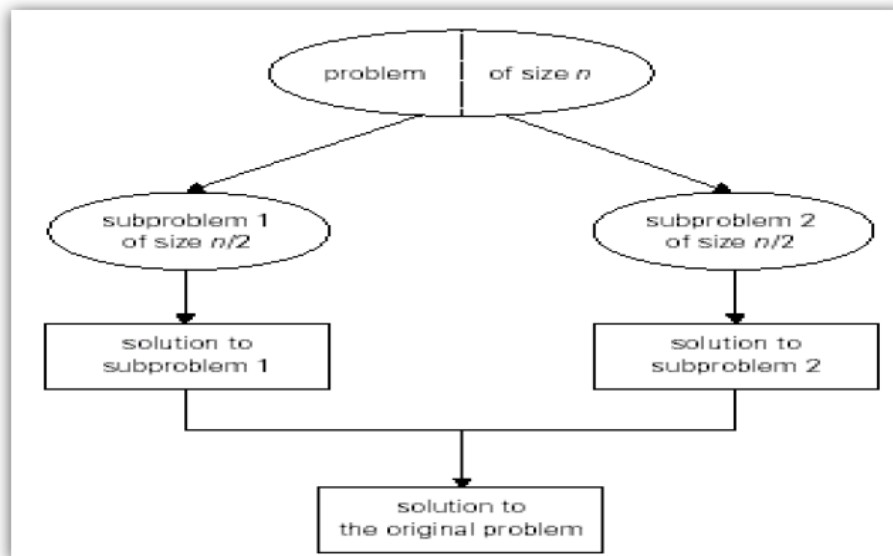 problem of size n
subproblem 1
of size n/2
subproblem 2
of size n/2
solution to
subproblem 1
solution to
subproblem 2
solution to
the original problem